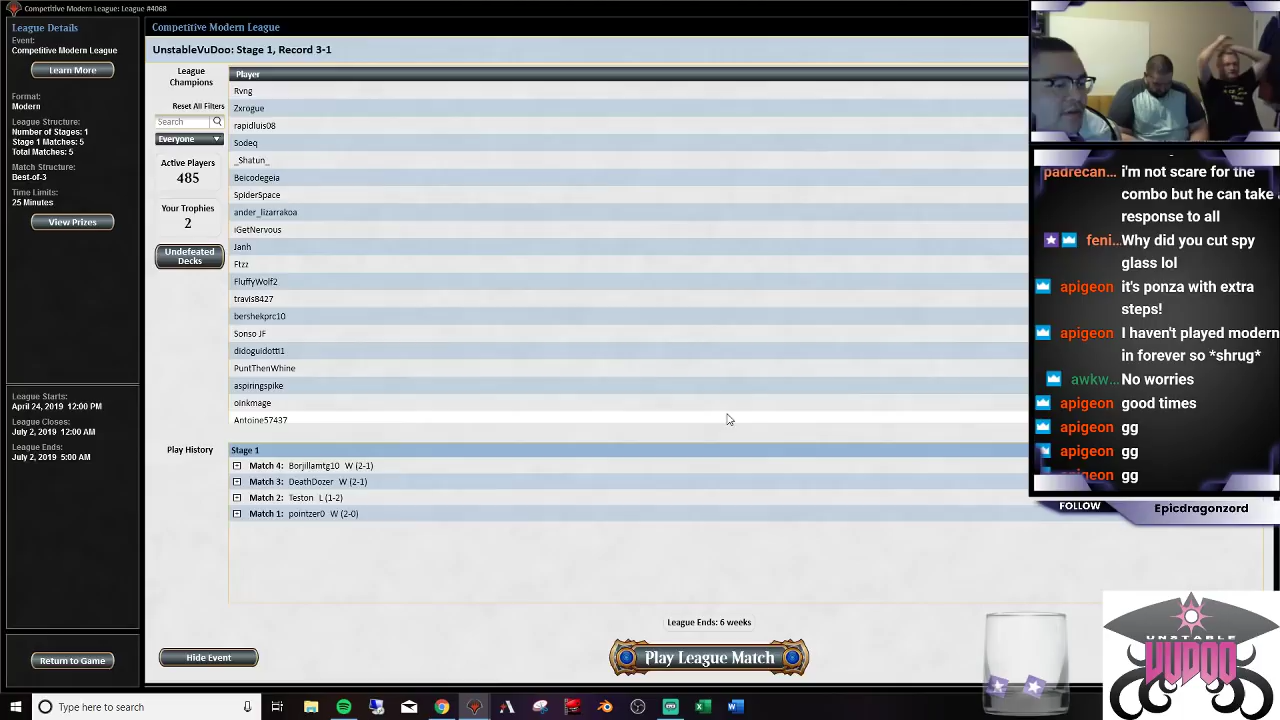 Competitive Modern League: League #4068
League Details
Event:
Competitive Modern League
Learn More
Format:
Modern
League Structure:
Number of Stages: 1
Stage 1 Matches: 5
Total Matches: 5
Match Structure:
Best-of-3
Time Limits:
25 Minutes
View Prizes
League Starts:
April 24, 2019 12:00 PM
League Closes:
July 2, 2019 12:00 AM
League Ends:
July 2, 2019 5:00 AM
Return to Game
Competitive Modern League
UnstableVuDoo: Stage 1, Record 3-1
League
Champions
Reset All Filters
Search
Everyone
Active Players
485
Your Trophies
2
Undefeated
Decks
Player
Rvng
Zxrogue
rapidluis08
Sodeq
_Shatun_
Beicodegeia
SpiderSpace
ander_lizarrakoa
iGetNervous
Janh
Ftzz
FluffyWolf2
travis8427
bershekprc10
Sonso JF
didoguidotti1
PuntThenWhine
aspiringspike
oinkmage
Antoine57437
Play History
Stage 1
Match 4: Borjillamtg10 W (2-1)
Match 3: DeathDozer W (2-1)
Match 2: Teston L (1-2)
Match 1: pointzer0 W (2-0)
League Ends: 6 weeks
Hide Event
Play League Match
padrecan... i'm not scare for the
combo but he can take
response to all
feni... Why did you cut spy
glass lol
apigeon it's ponza with extra
steps!
apigeon I haven't played modern
in forever so *shrug*
awkw... No worries
apigeon good times
apigeon gg
apigeon gg
apigeon gg
FOLLOW Epicdragonzord
UNSTABLE
VUDOO
Type here to search